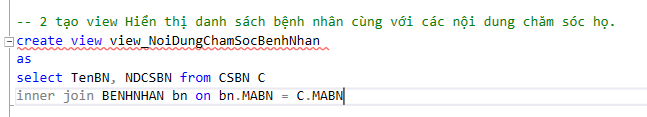 -- 2 tạo view Hiển thị danh sách bệnh nhân cùng với các nội dung chăm sóc họ.
create view view_NoiDungChamSocBenhNhan
as
select TenBN, NDCSBN from CSBN C
inner join BENHNHAN bn on bn.MABN = C.MABN